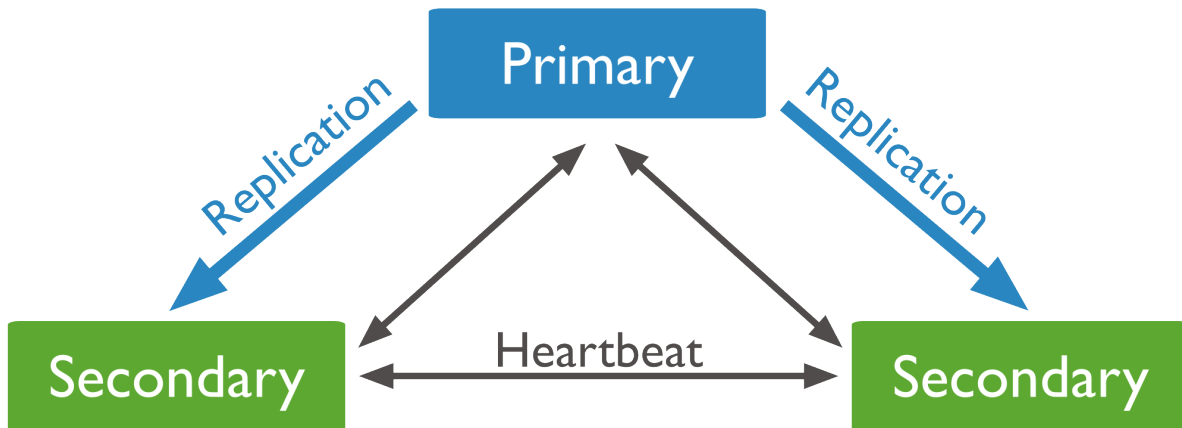 Primary
Replication
Replication
Heartbeat
Secondary
Secondary